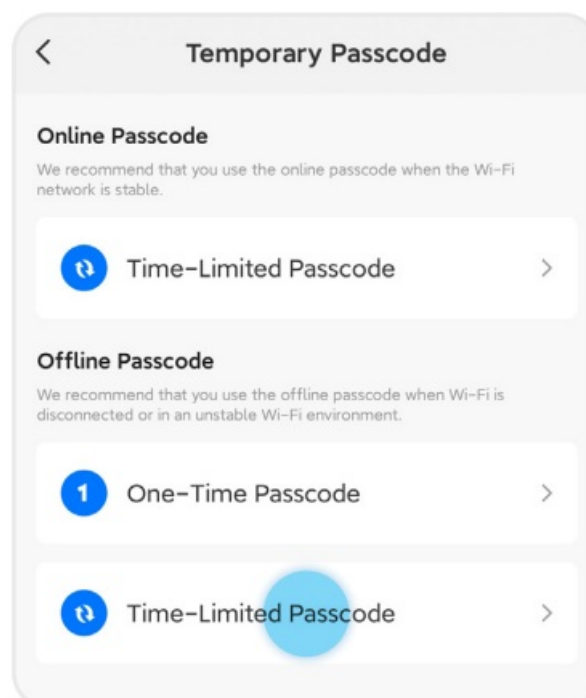 Temporary Passcode
Online Passcode
We recommend that you use the online passcode when the Wi-Fi
network is stable.
Time-Limited Passcode
Offline Passcode
We recommend that you use the offline passcode when Wi-Fi is
disconnected or in an unstable Wi-Fi environment.
1 One-Time Passcode
Time-Limited Passcode